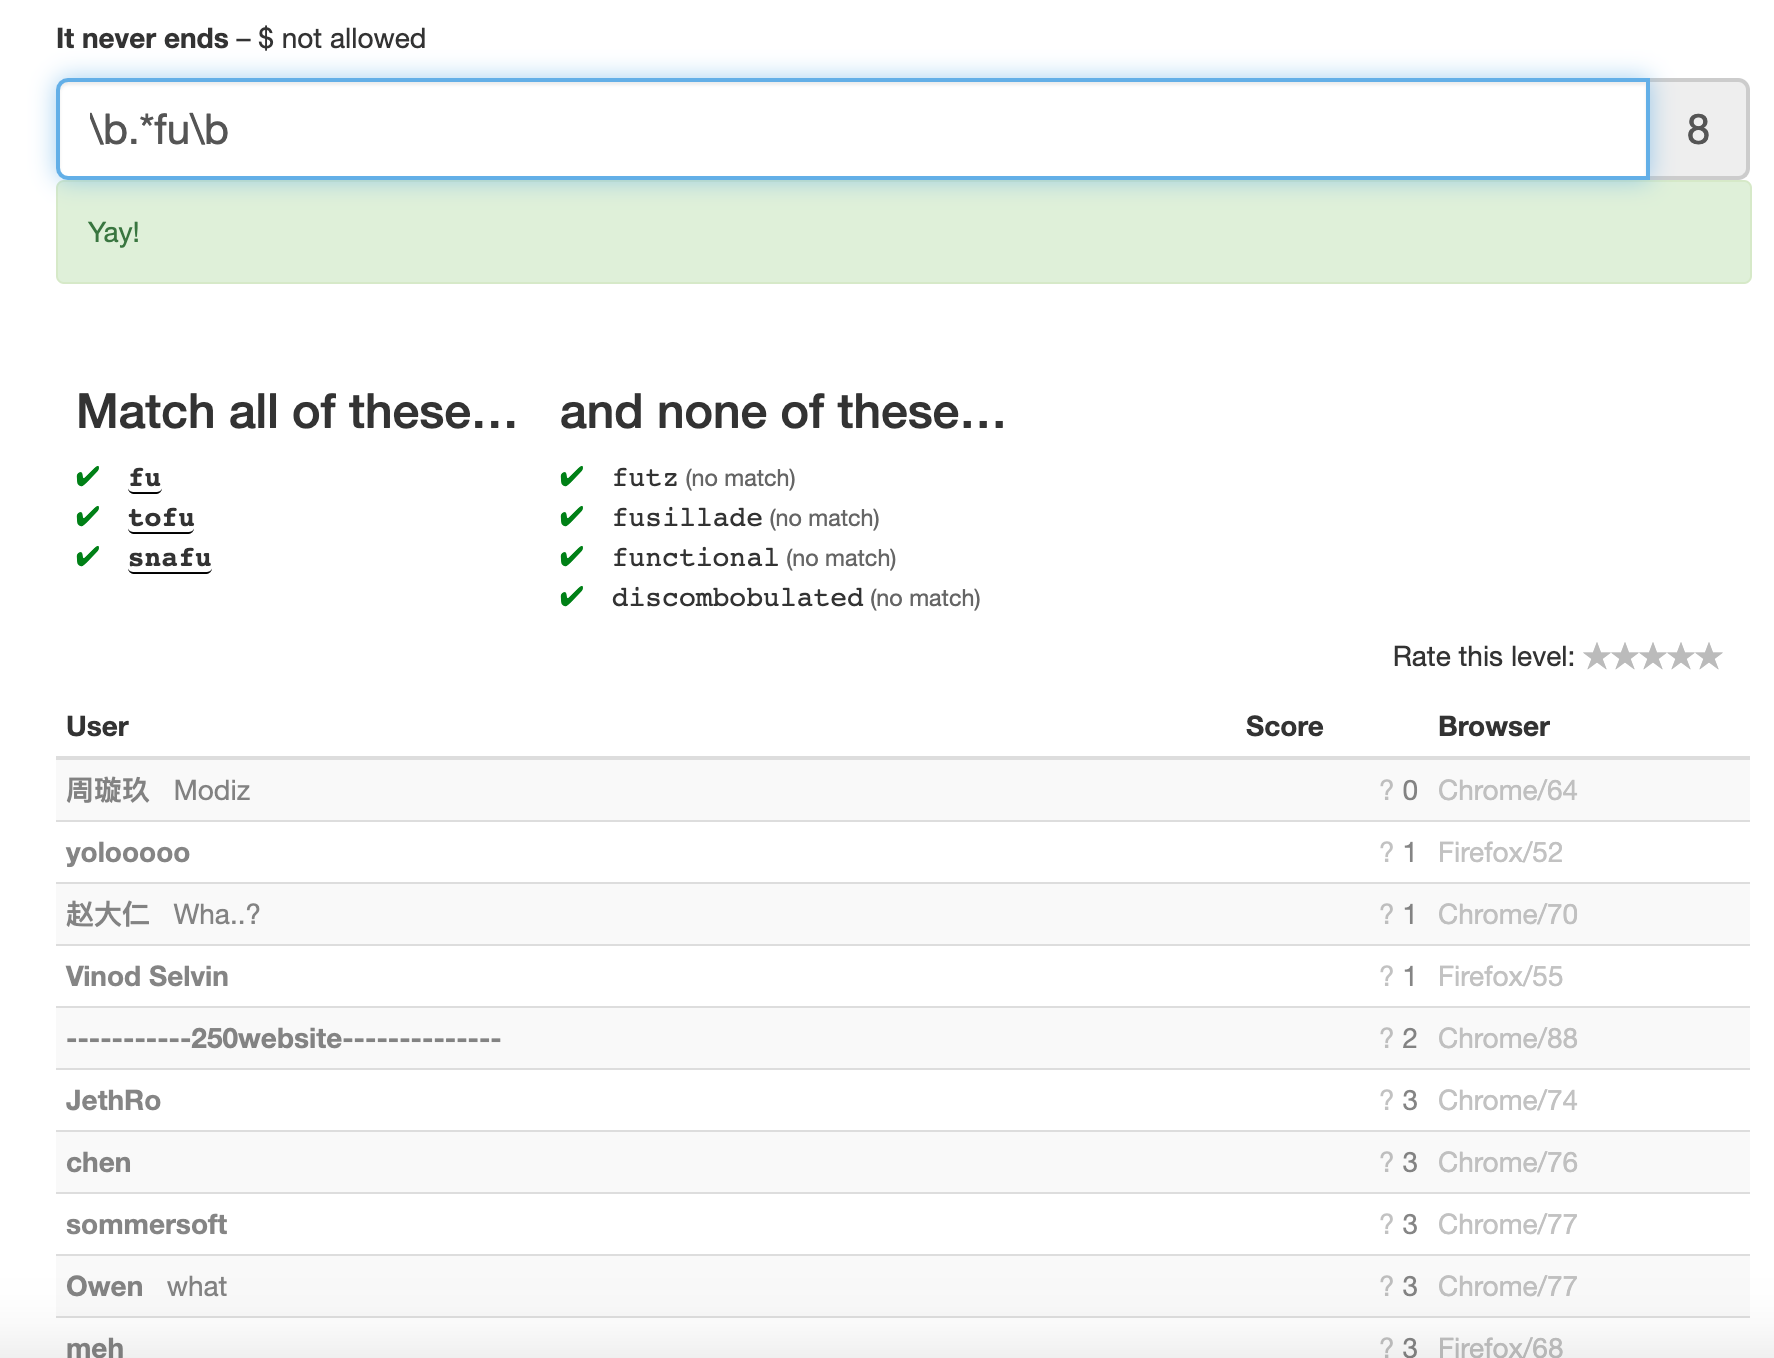 It never ends – $ not allowed
\b.*fu\b 8
Yay!
Match all of these… and none of these…
✔ fu ✔ futz (no match)
✔ tofu ✔ fusillade (no match)
✔ snafu ✔ functional (no match)
✔ discombobulated (no match)
Rate this level: ★★★★★
User Score Browser
周璇玖 Modiz ? 0 Chrome/64
yolooooo ? 1 Firefox/52
赵大仁 Wha..? ? 1 Chrome/70
Vinod Selvin ? 1 Firefox/55
-----------250website-------------- ? 2 Chrome/88
JethRo ? 3 Chrome/74
chen ? 3 Chrome/76
sommersoft ? 3 Chrome/77
Owen what ? 3 Chrome/77
meh ? 3 Firefox/68